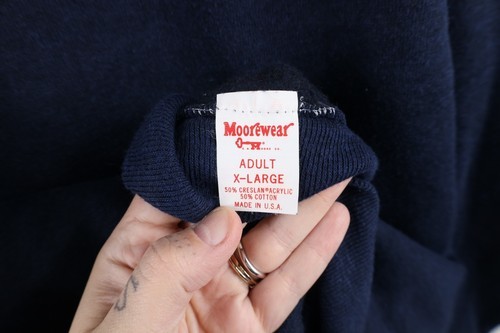 Moorewear
ADULT
X-LARGE
50% CRESLAN® ACRYLIC
50% COTTON
MADE IN U.S.A.